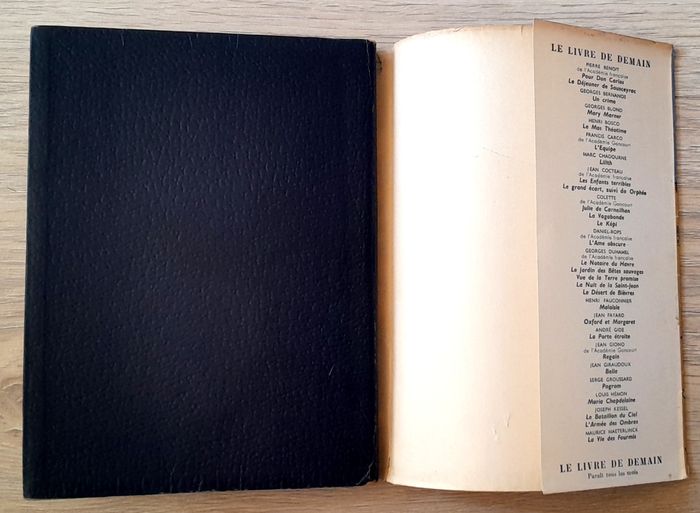 LE LIVRE DE DEMAIN
PIERRE BENOIT
de l'Académie française
Pour Don Carlos
Le Déjeuner de Sousceyrac
GEORGES BERNANOS
Un crime
GEORGES BLOND
Mary Marner
HENRI BOSCO
Le Mas Théotime
FRANCIS CARCO
de l'Académie Goncourt
L'Equipe
MARC CHADOURNE
Lilith
JEAN COCTEAU
de l'Académie française
Les Enfants terribles
Le grand écart, suivi de Orphée
COLETTE
de l'Académie Goncourt
Julie de Carneilhan
La Vagabonde
Le Képi
DANIEL-ROPS
de l'Académie française
L'Ame obscure
GEORGES DUHAMEL
de l'Académie française
Le Notaire du Havre
Le Jardin des Bêtes sauvages
Vue de la Terre promise
La Nuit de la Saint-Jean
Le Désert de Bièvres
HENRI FAUCONNIER
Malaisie
JEAN FAYARD
Oxford et Margaret
ANDRÉ GIDE
La Porte étroite
JEAN GIONO
de l'Académie Goncourt
Regain
JEAN GIRAUDOUX
Bella
SERGE GROUSSARD
Pogrom
LOUIS HEMON
Maria Chapdelaine
JOSEPH KESSEL
Le Bataillon du Ciel
L'Armée des Ombres
MAURICE MAETERLINCK
La Vie des Fourmis
LE LIVRE DE DEMAIN
Paraît tous les mois